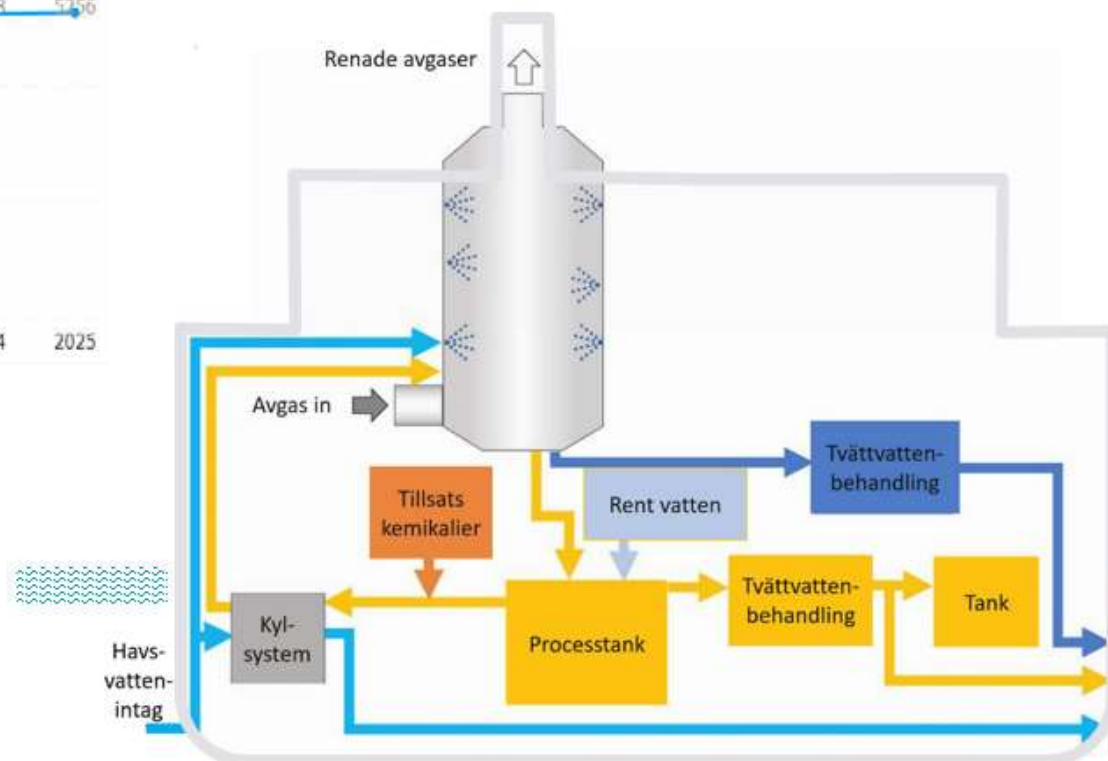 5256
Renade avgaser
2025
Avgas in
Tvättvatten-
behandling
Tillsats
kemikalier
Rent vatten
Tvättvatten-
behandling
Tank
Kyl-
system
Processtank
Havs-
vatten-
intag